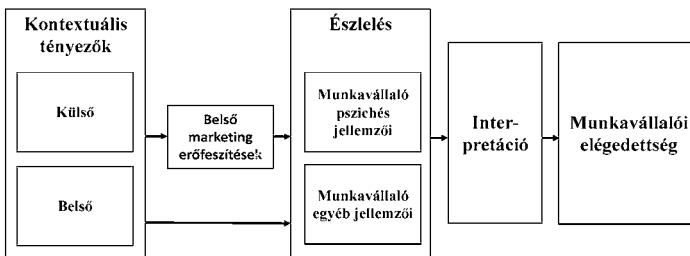 Kontextuális
tényezők
Külső
Belső
Belső
marketing
erőfeszítések
Észlelés
Munkavállaló
pszichés
jellemzői
Munkavállaló
egyéb jellemzői
Inter-
pretáció
Munkavállalói
elégedettség